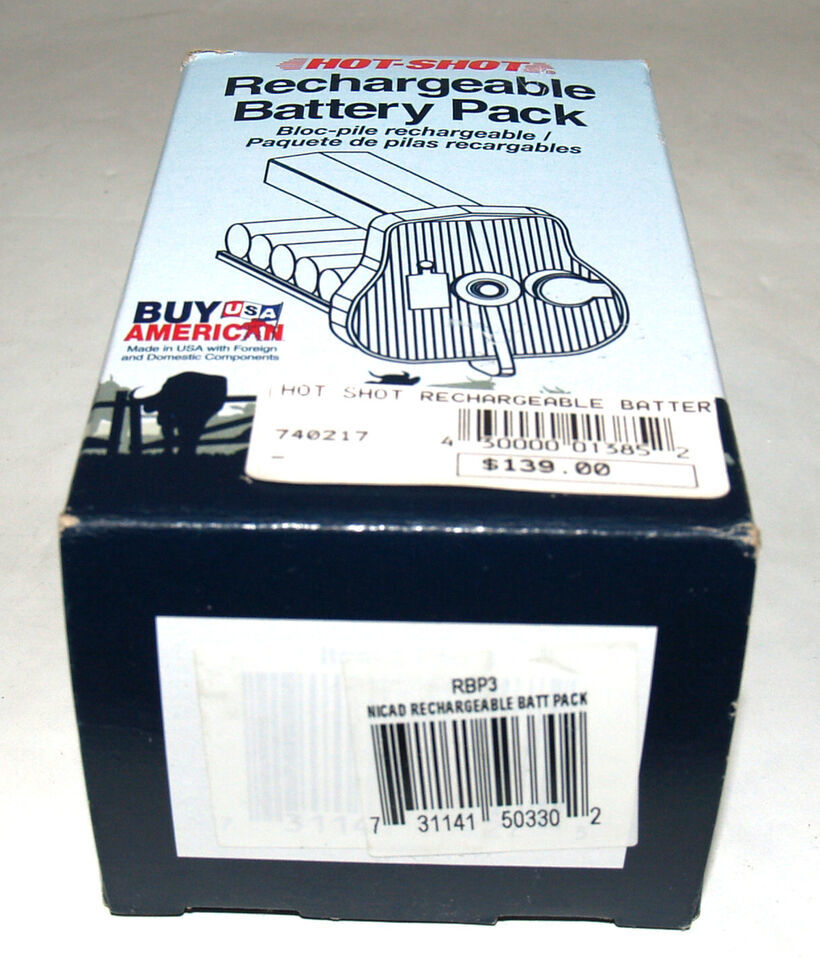 HOT-SHOT®
Rechargeable
Battery Pack
Bloc-pile rechargeable /
Paquete de pilas recargables
BUY USA
AMERICAN
Made in USA with Foreign
and Domestic Components
HOT SHOT RECHARGEABLE BATTER
740217
4 30000 01385 2
$139.00
RBP3
NICAD RECHARGEABLE BATT PACK
7 31141 50330 2